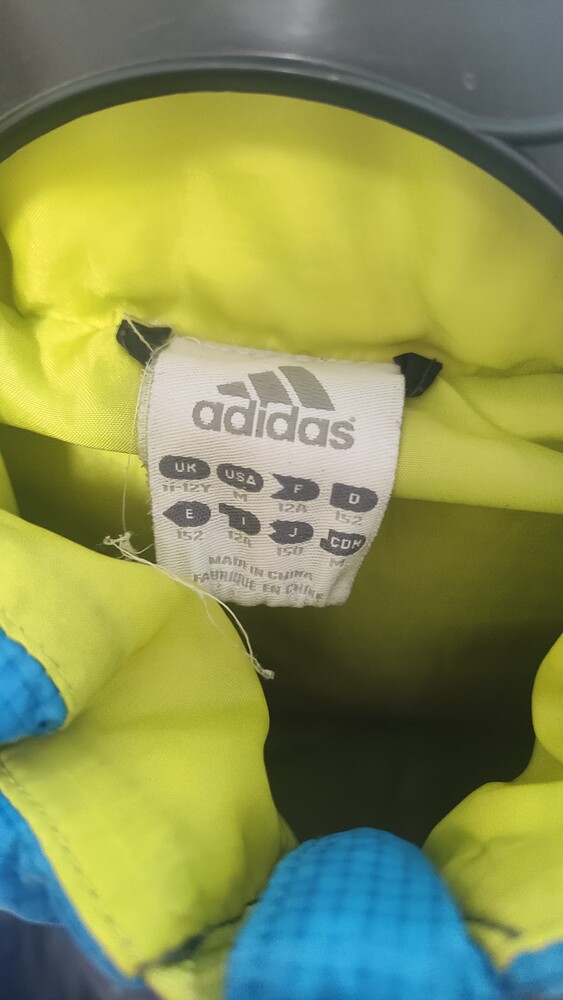 adidas
UK USA F D
11-12Y M 12A 152
E I J CDN
152 12A 150 M
MADE IN CHINA
FABRIQUE EN CHINE